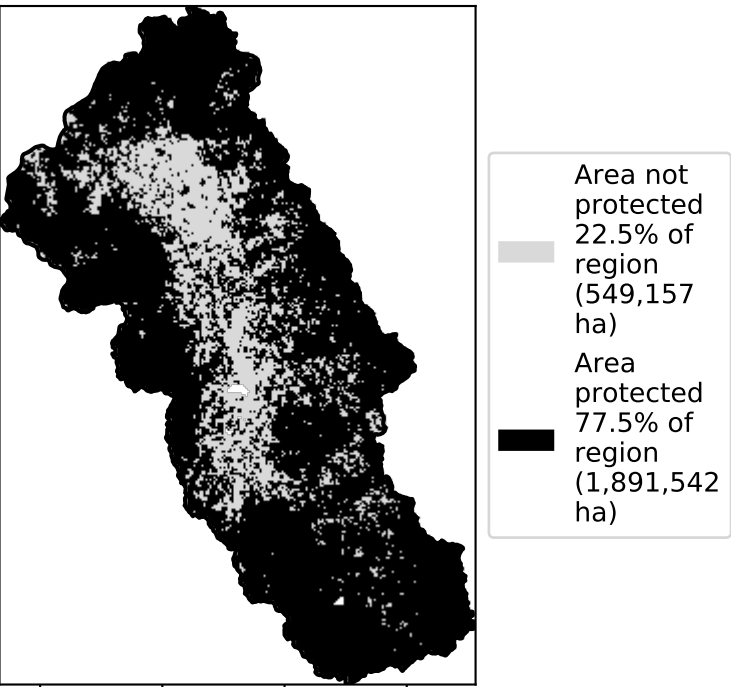 Area not
protected
22.5% of
region
(549,157
ha)
Area
protected
77.5% of
region
(1,891,542
ha)